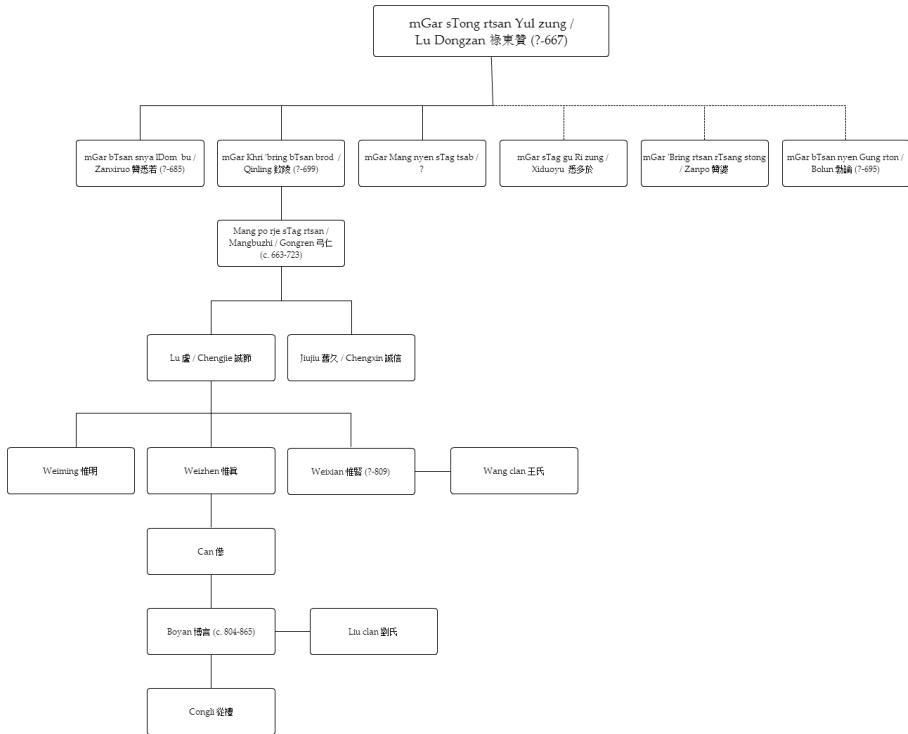 mGar sTong rtsan Yul zung /
Lu Dongzan 祿東贊 (?-667)
mGar bTsan snya lDom bu /
Zanxiruo 贊悉若 (?-685)
mGar Khri 'bring bTsan brod /
Qinling 欽陵 (?-699)
mGar Mang nyen sTag tsab /
?
mGar sTag gu Ri zung /
Xiduoyu 悉多於
mGar 'Bring rtsan rTsang stong
/ Zanpo 贊婆
mGar bTsan nyen Gung rton /
Bolun 勃論 (?-695)
Mang po rje sTag rtsan /
Mangbuzhi / Gongren 弓仁
(c. 663-723)
Lu 盧 / Chengjie 誠節
Jiujiu 舊久 / Chengxin 誠信
Weiming 惟明
Weizhen 惟眞
Weixian 惟賢 (?-809)
Wang clan 王氏
Can 傪
Boyan 博言 (c. 804-865)
Liu clan 劉氏
Congli 從禮